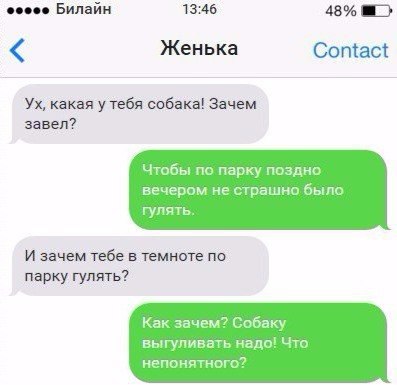 Билайн 13:46 48%
Женька Contact
Ух, какая у тебя собака! Зачем
завел?
Чтобы по парку поздно
вечером не страшно было
гулять.
И зачем тебе в темноте по
парку гулять?
Как зачем? Собаку
выгуливать надо! Что
непонятного?